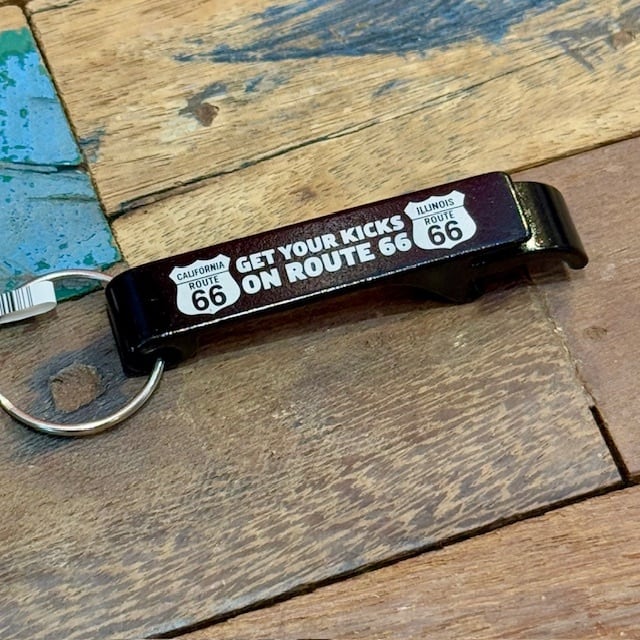 CALIFORNIA
ROUTE
66
GET YOUR KICKS
ON ROUTE 66
ILLINOIS
ROUTE
66